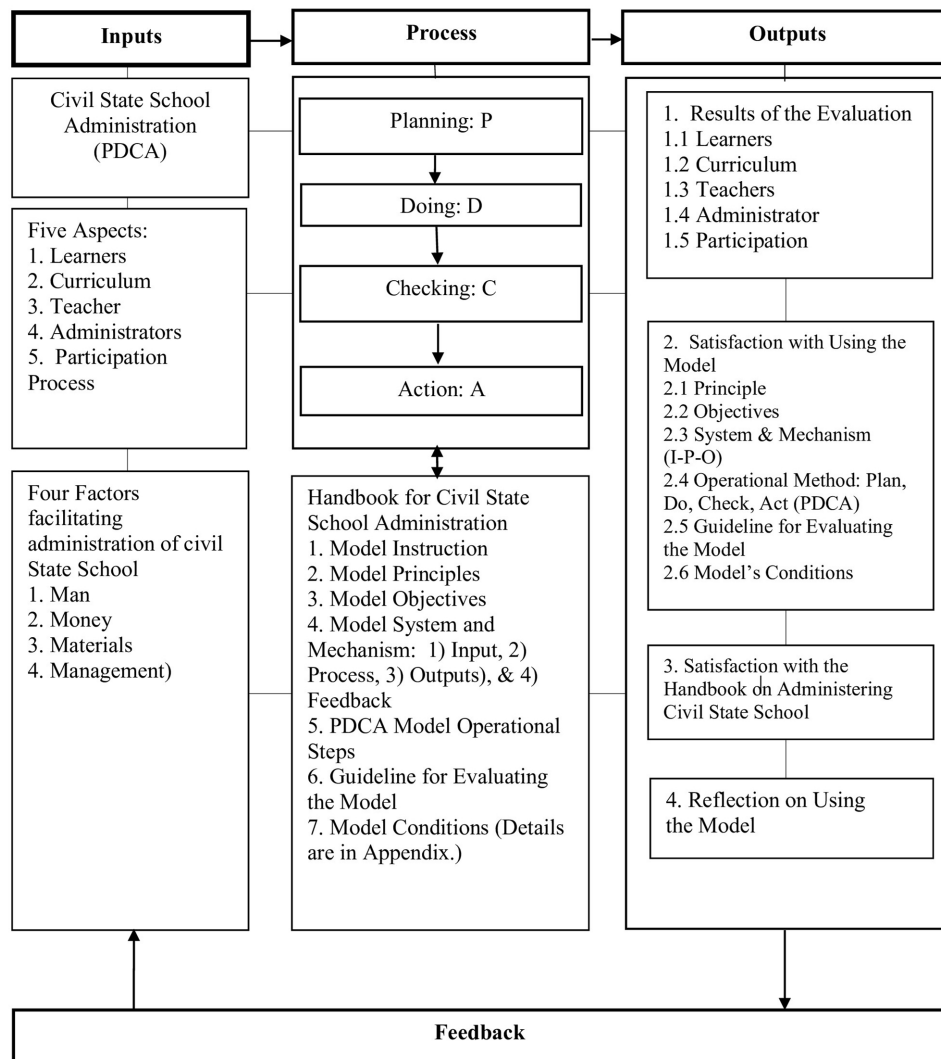 Inputs
Process
Outputs
Civil State School
Administration
(PDCA)
Five Aspects:
1. Learners
2. Curriculum
3. Teacher
4. Administrators
5.  Participation
Process
Four Factors
facilitating
administration of civil
State School
1. Man
2. Money
3. Materials
4. Management)
Planning: P
Doing: D
Checking: C
Action: A
Handbook for Civil State
School Administration
1. Model Instruction
2. Model Principles
3. Model Objectives
4. Model System and
Mechanism:  1) Input, 2)
Process, 3) Outputs), & 4)
Feedback
5. PDCA Model Operational
Steps
6. Guideline for Evaluating
the Model
7. Model Conditions (Details
are in Appendix.)
1.  Results of the Evaluation
1.1 Learners
1.2 Curriculum
1.3 Teachers
1.4 Administrator
1.5 Participation
2.  Satisfaction with Using the
Model
2.1 Principle
2.2 Objectives
2.3 System & Mechanism
(I-P-O)
2.4 Operational Method: Plan,
Do, Check, Act (PDCA)
2.5 Guideline for Evaluating
the Model
2.6 Model's Conditions
3. Satisfaction with the
Handbook on Administering
Civil State School
4. Reflection on Using
the Model
Feedback